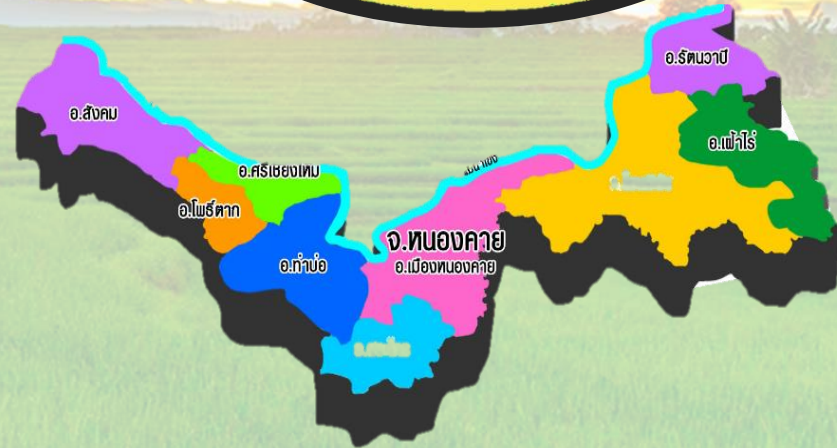 อ.รัตนวาปี
อ.สังคม
อ.เฝ้าไร่
อ.ศรีเชียงใหม่
อ.โพธิ์ตาก
จ.หนองคาย
อ.ท่าบ่อ
อ.เมืองหนองคาย